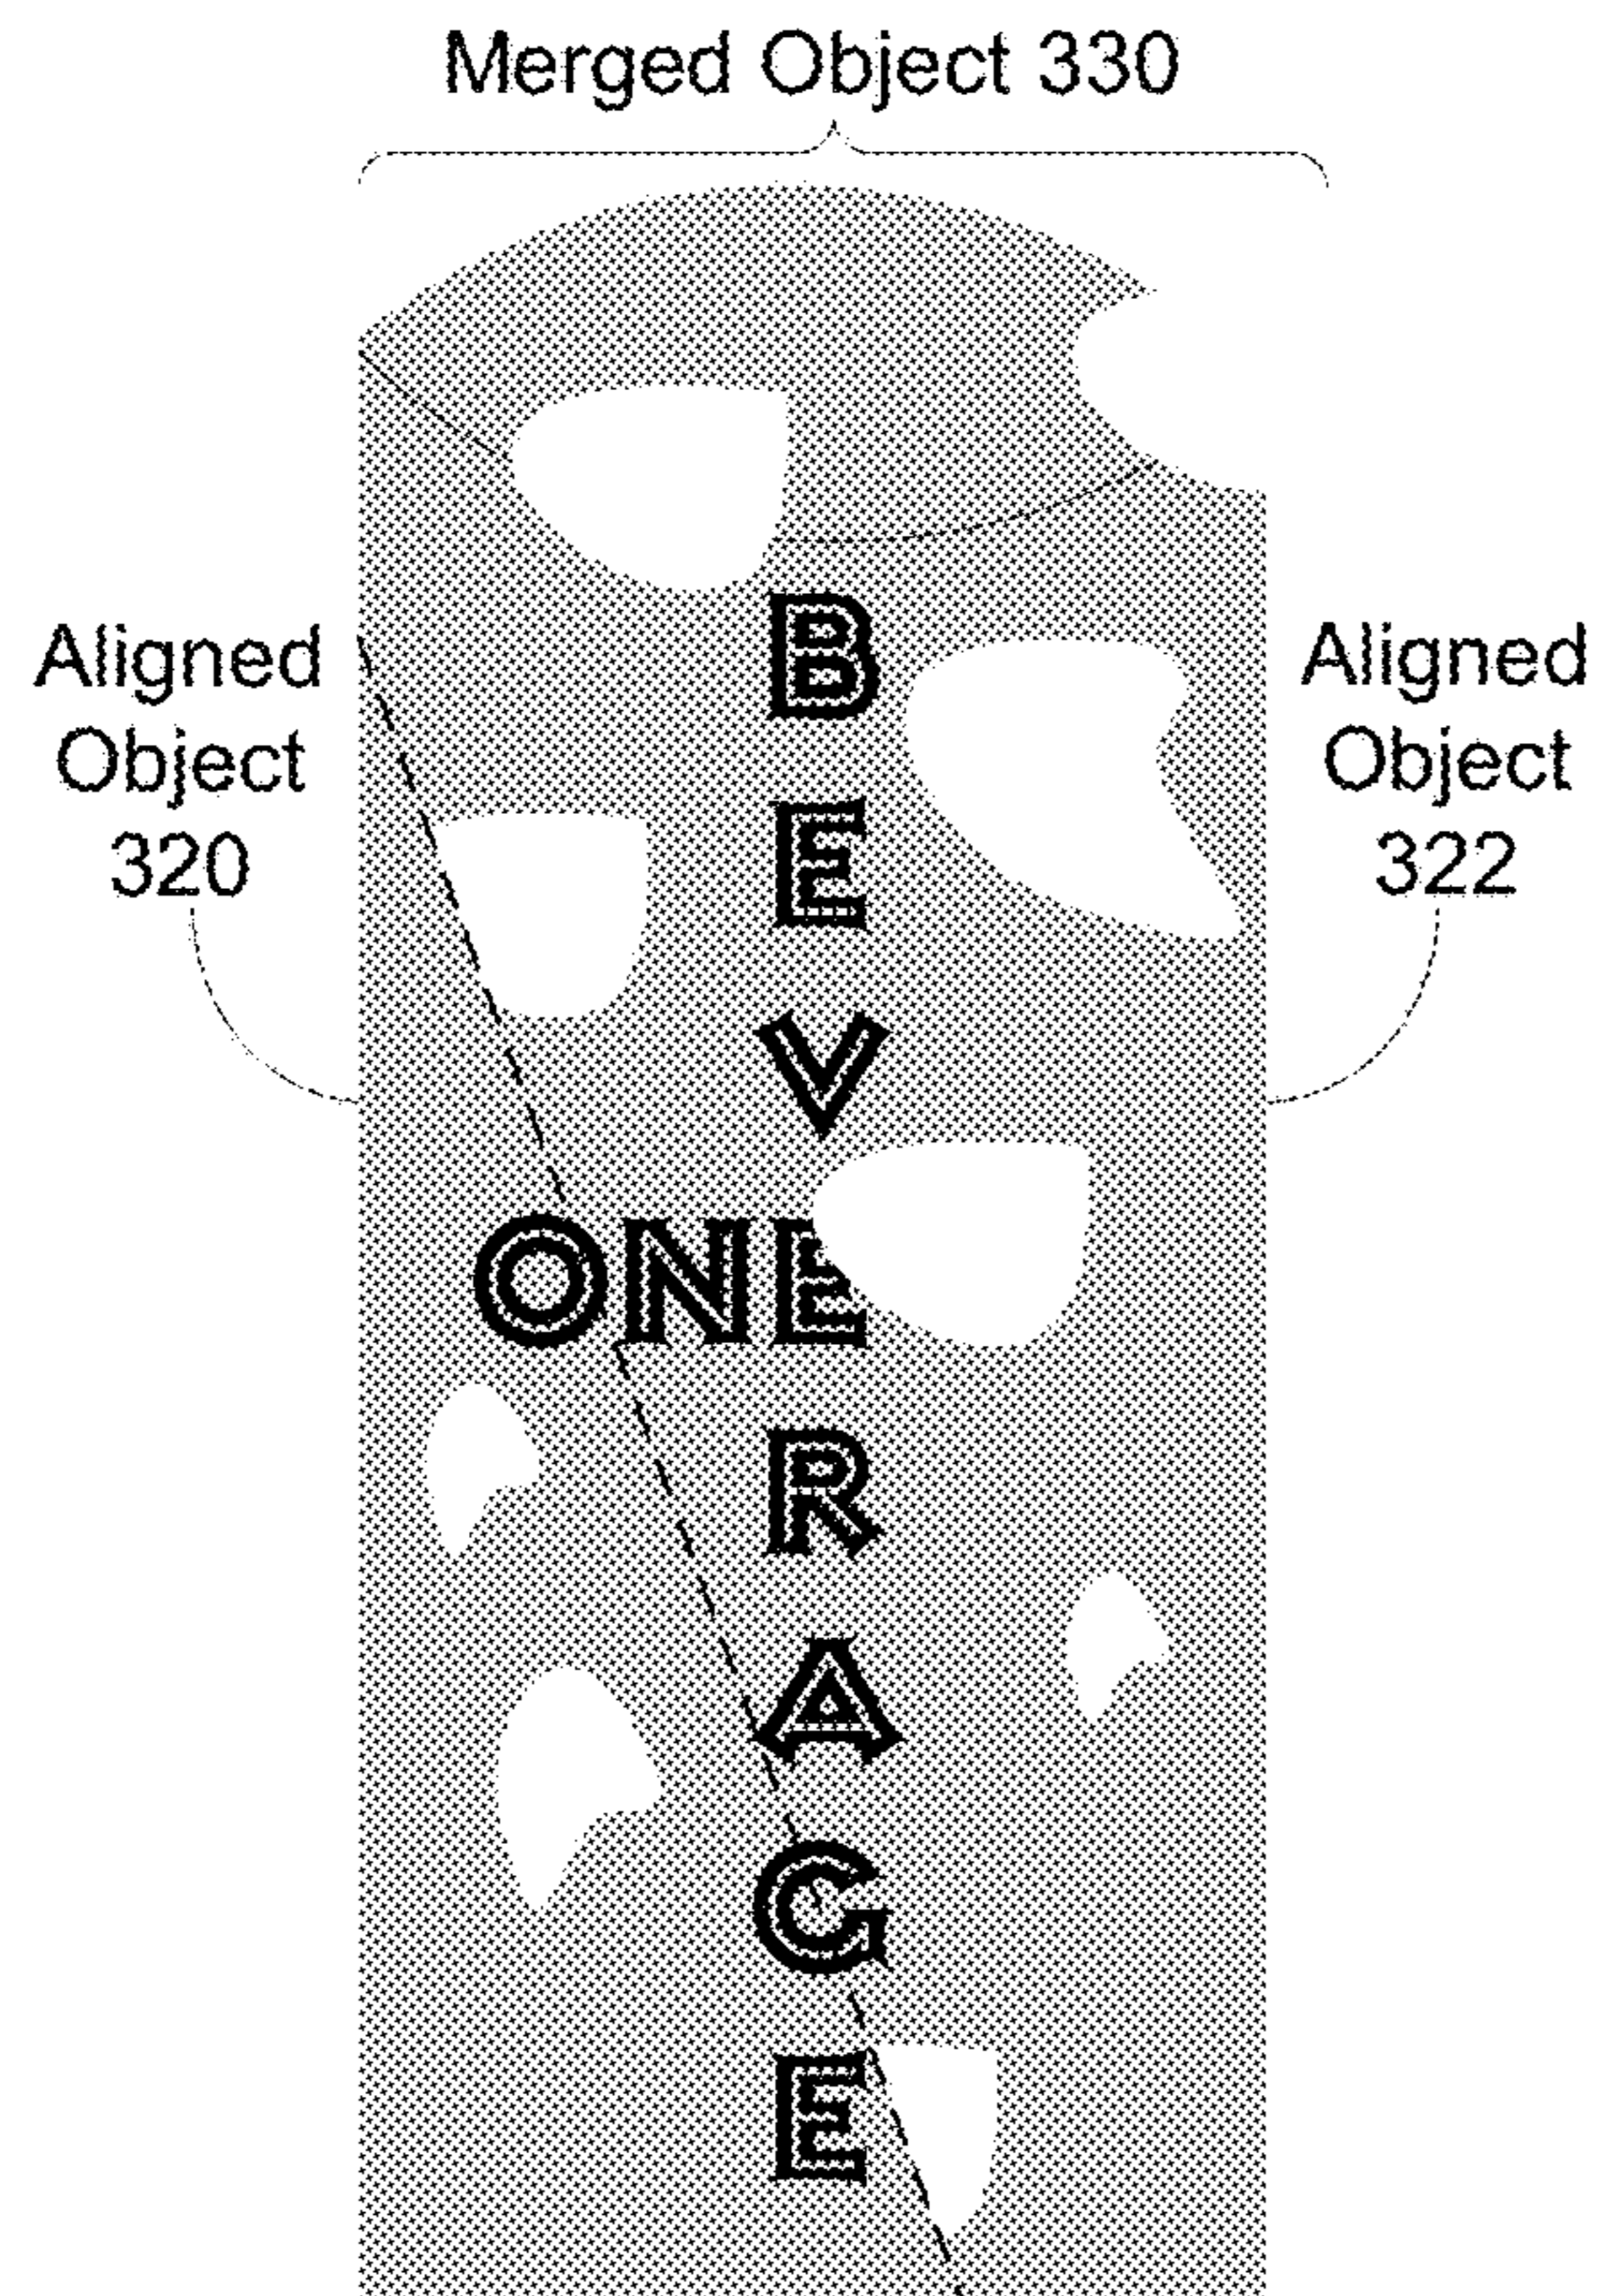 Merged Object 330
Aligned
Object
320
Aligned
Object
322
B
E
V
ONE
R
A
G
E